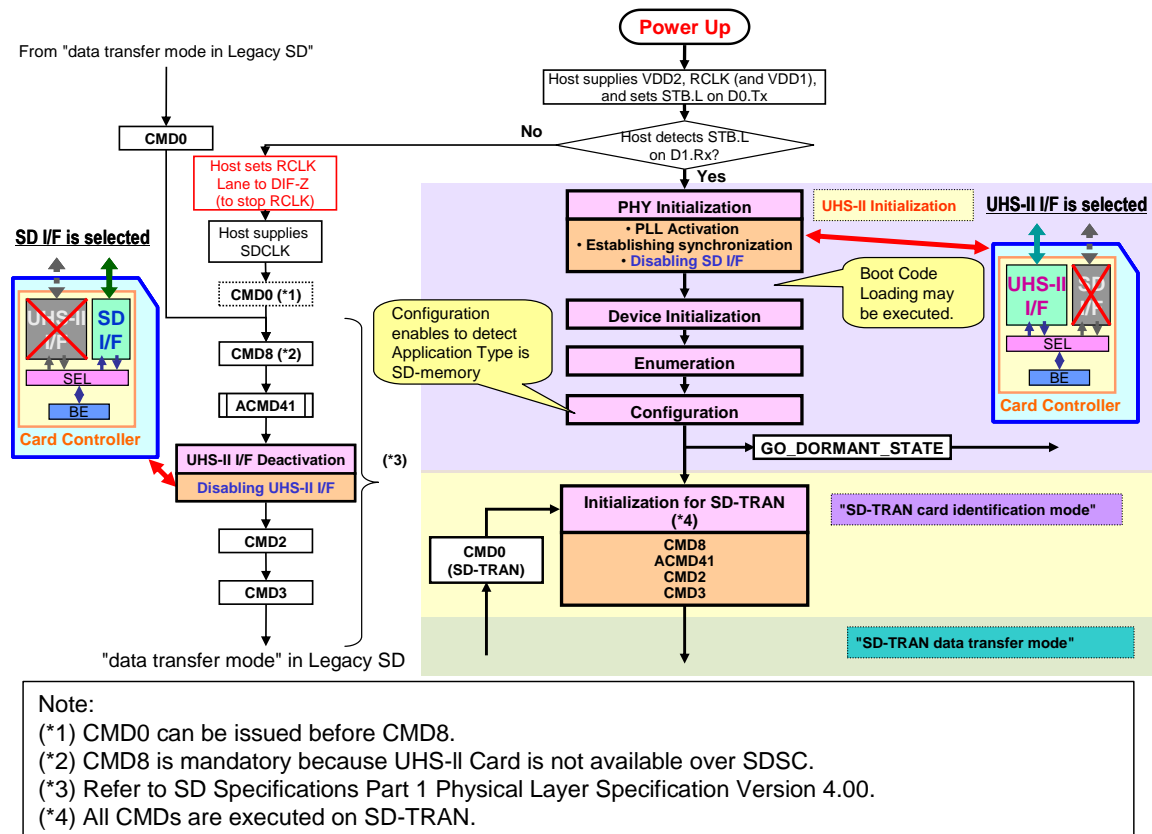 Power Up
From "data transfer mode in Legacy SD"
Host supplies VDD2, RCLK (and VDD1),
and sets STB.L on D0.Tx
CMD0
No
Host detects STB.L
on D1.Rx?
Yes
Host sets RCLK
Lane to DIF-Z
(to stop RCLK)
Host supplies
SDCLK
CMD0 (*1)
CMD8 (*2)
ACMD41
UHS-II I/F Deactivation
Disabling UHS-II I/F
CMD2
CMD3
"data transfer mode" in Legacy SD
(*3)
SD I/F is selected
UHS-II
I/F
SD
I/F
SEL
BE
Card Controller
PHY Initialization
• PLL Activation
• Establishing synchronization
• Disabling SD I/F
UHS-II Initialization
UHS-II I/F is selected
UHS-II
I/F
SD
I/F
SEL
BE
Card Controller
Boot Code
Loading may
be executed.
Device Initialization
Configuration
enables to detect
Application Type is
SD-memory
Enumeration
Configuration
GO_DORMANT_STATE
Initialization for SD-TRAN
(*4)
CMD8
ACMD41
CMD2
CMD3
CMD0
(SD-TRAN)
"SD-TRAN card identification mode"
"SD-TRAN data transfer mode"
Note:
(*1) CMD0 can be issued before CMD8.
(*2) CMD8 is mandatory because UHS-II Card is not available over SDSC.
(*3) Refer to SD Specifications Part 1 Physical Layer Specification Version 4.00.
(*4) All CMDs are executed on SD-TRAN.